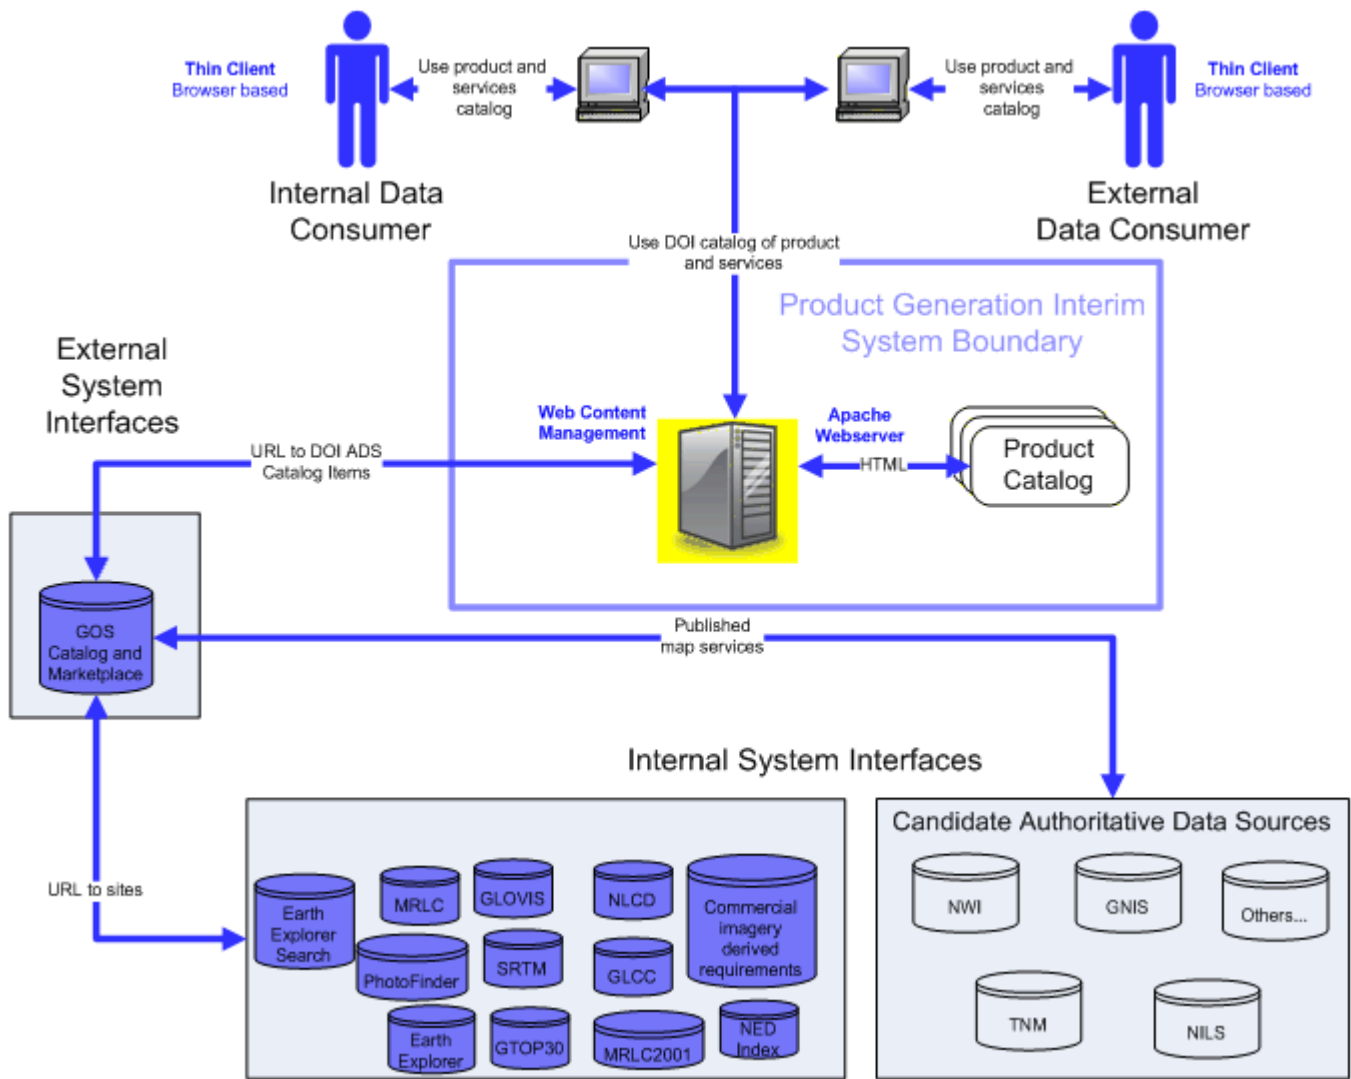 Thin Client
Browser based
Use product and
services
catalog
Use product and
services
catalog
Thin Client
Browser based
Internal Data
Consumer
External
Data Consumer
Use DOI catalog of product
and services
Product Generation Interim
System Boundary
External
System
Interfaces
Web Content
Management
Apache
Webserver
HTML
Product
Catalog
URL to DOI ADS
Catalog Items
GOS
Catalog and
Marketplace
Published
map services
Internal System Interfaces
URL to sites
Earth
Explorer
Search
MRLC
GLOVIS
NLCD
Commercial
imagery
derived
requirements
PhotoFinder
SRTM
GLCC
Earth
Explorer
GTOP30
MRLC2001
NED
Index
Candidate Authoritative Data Sources
NWI
GNIS
Others...
TNM
NILS